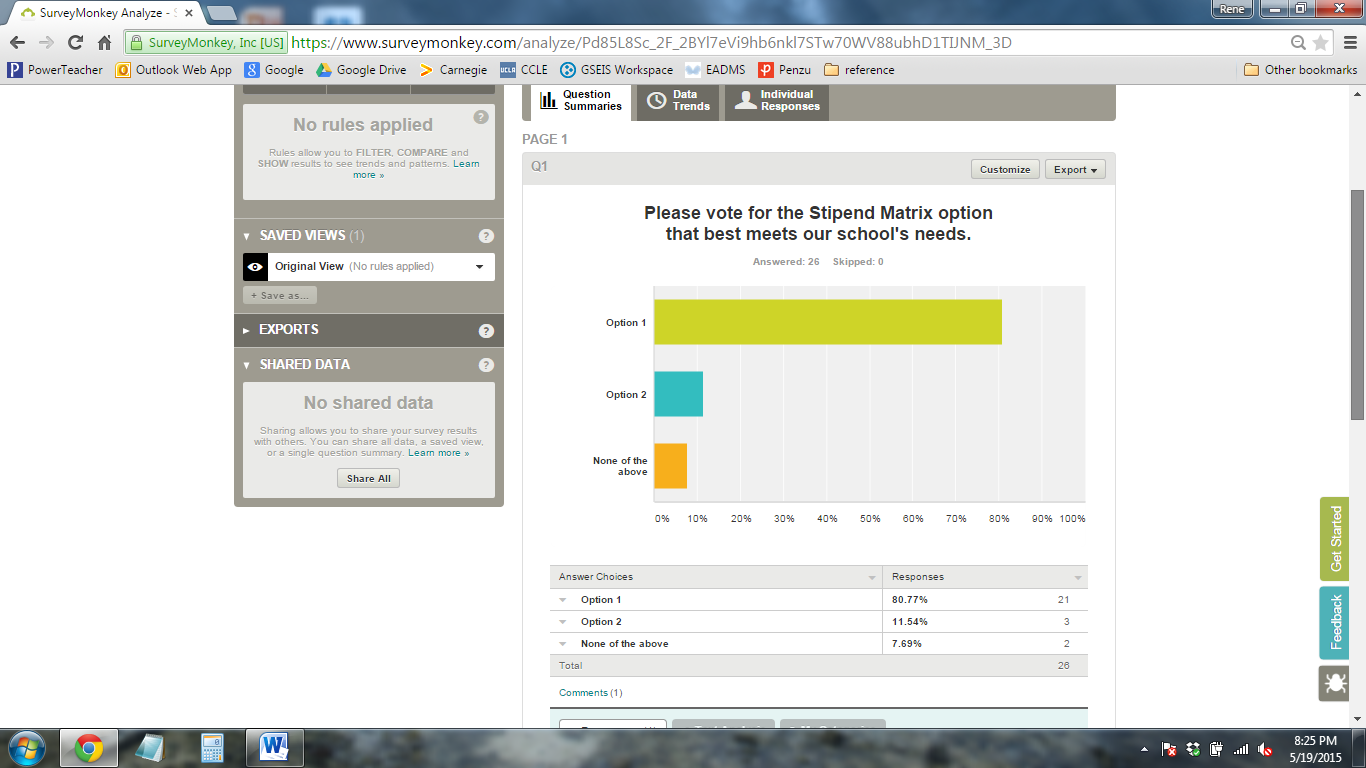 SurveyMonkey Analyze - S
Rene
SurveyMonkey, Inc [US] https://www.surveymonkey.com/analyze/Pd85L8Sc_2F_2BYl7eVi9hb6nkl7STw70WV88ubhD1TIJNM_3D
PowerTeacher Outlook Web App Google Google Drive Carnegie UCLA CCLE GSEIS Workspace EADMS Penzu reference Other bookmarks
Question
Summaries
Data
Trends
Individual
Responses
No rules applied ?
Rules allow you to FILTER, COMPARE and
SHOW results to see trends and patterns. Learn
more »
SAVED VIEWS (1) ?
Original View (No rules applied)
+ Save as...
EXPORTS ?
SHARED DATA ?
No shared data
Sharing allows you to share your survey results
with others. You can share all data, a saved view,
or a single question summary. Learn more »
Share All
PAGE 1
Q1 Customize Export
Please vote for the Stipend Matrix option
that best meets our school's needs.
Answered: 26 Skipped: 0
Option 1
Option 2
None of the
above
0% 10% 20% 30% 40% 50% 60% 70% 80% 90% 100%
Answer Choices Responses
Option 1 80.77% 21
Option 2 11.54% 3
None of the above 7.69% 2
Total 26
Comments (1)
Get Started
Feedback
8:25 PM
5/19/2015